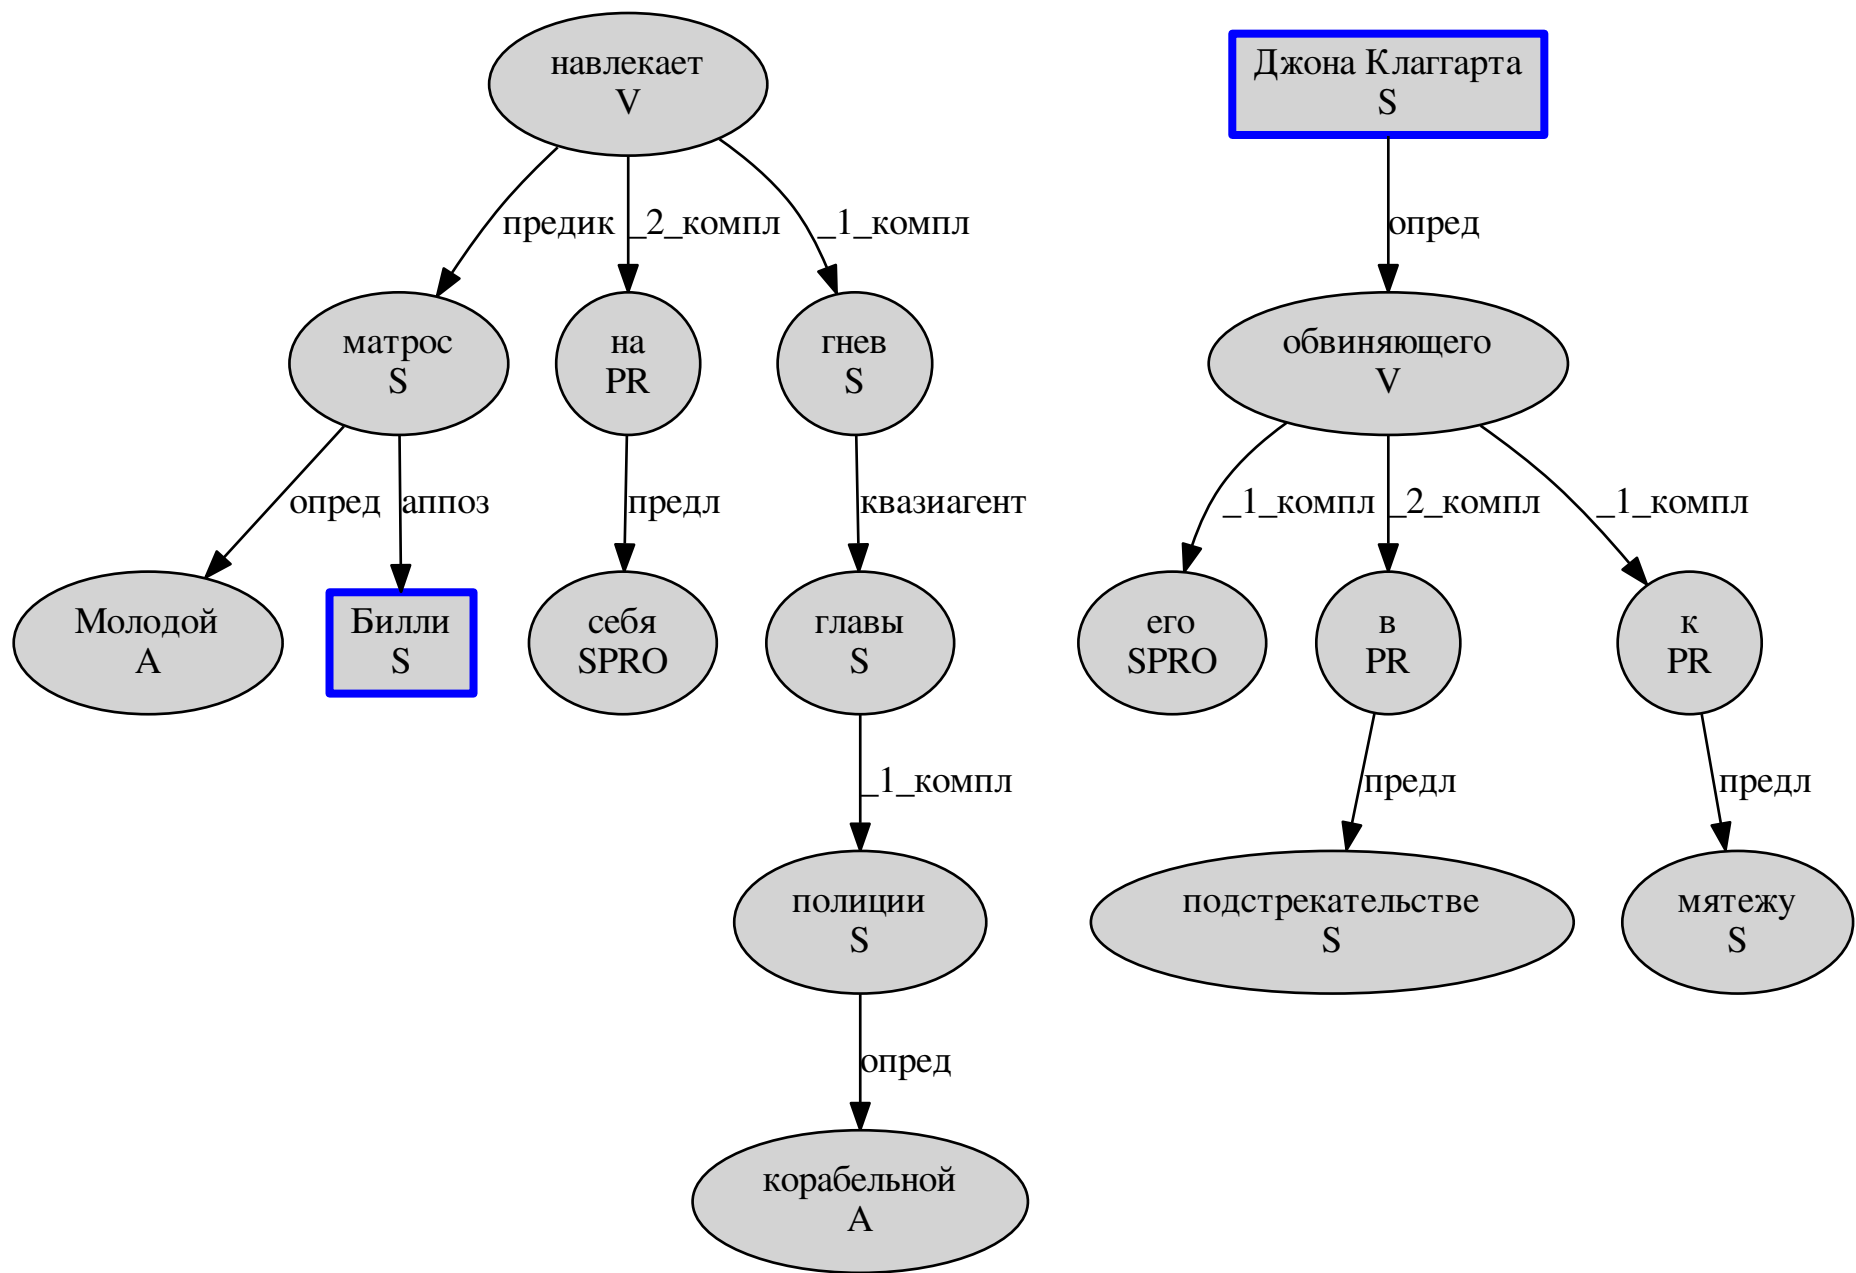 навлекает
V
Джона Клаггарта
S
предик
_2_компл
_1_компл
опред
матрос
S
на
PR
гнев
S
обвиняющего
V
опред
аппоз
предл
квазиагент
_1_компл
_2_компл
_1_компл
Молодой
A
Билли
S
себя
SPRO
главы
S
его
SPRO
в
PR
к
PR
_1_компл
предл
предл
полиции
S
подстрекательстве
S
мятежу
S
опред
корабельной
A